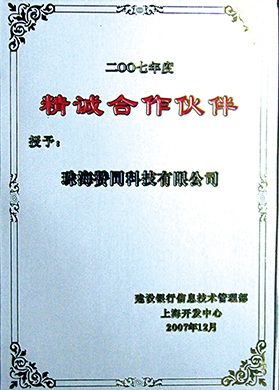 二〇〇七年度
精诚合作伙伴
授予：
珠海赞同科技有限公司
建设银行信息技术管理部
上海开发中心
2007年12月